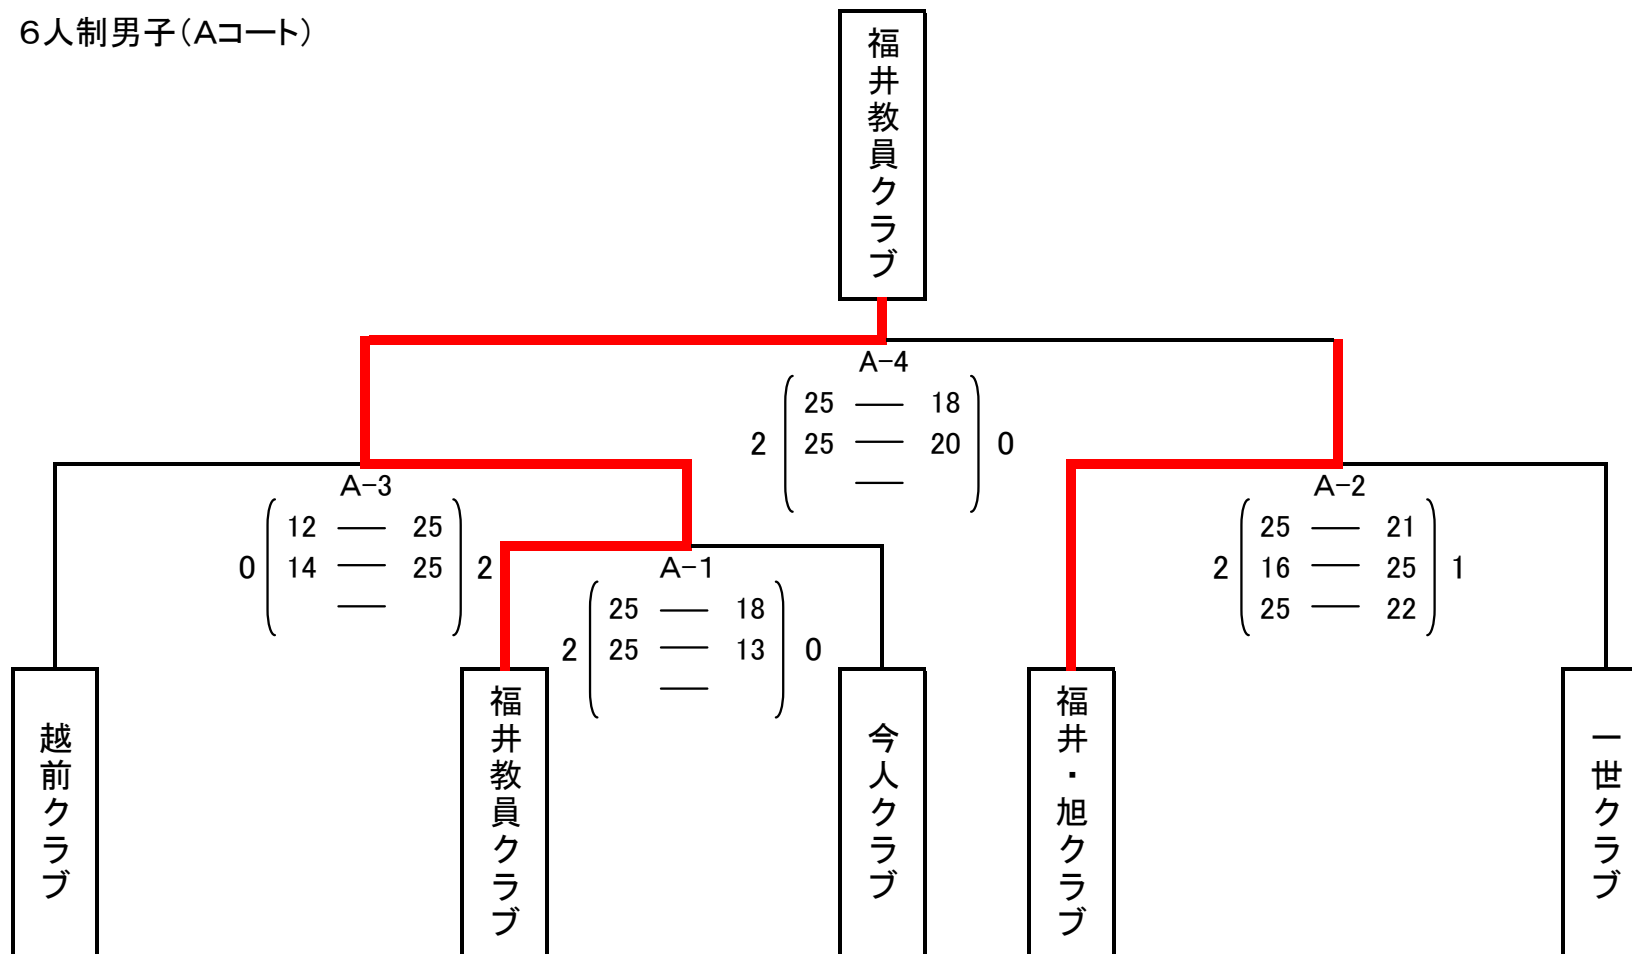 6人制男子(Aコート)
福井教員クラブ
A-4
25 — 18
2 25 — 20 0
—
A-3
12 — 25
0 14 — 25 2
—
A-1
25 — 18
2 25 — 13 0
—
A-2
25 — 21
2 16 — 25 1
25 — 22
越前クラブ
福井教員クラブ
今人クラブ
福井・旭クラブ
一世クラブ